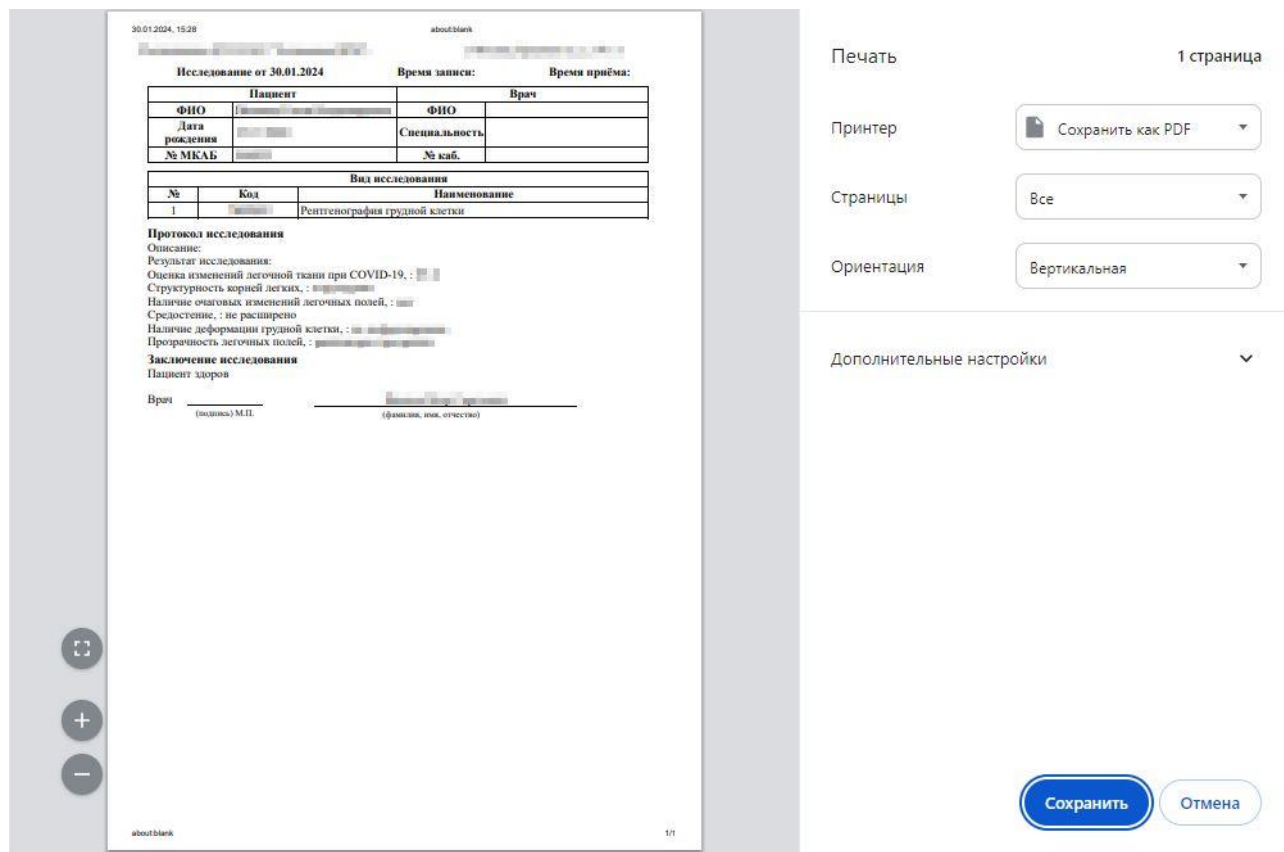 30.01.2024, 15:28 about:blank
Исследование от 30.01.2024 Время записи: Время приёма:
Пациент Врач
ФИО ФИО
Дата рождения Специальность
№ МКАБ № каб.
Вид исследования
№ Код Наименование
1 Рентгенография грудной клетки
Протокол исследования
Описание:
Результат исследования:
Оценка изменений легочной ткани при COVID-19, :
Структурность корней легких, :
Наличие очаговых изменений легочных полей, :
Средостение, : не расширено
Наличие деформации грудной клетки, :
Прозрачность легочных полей, :
Заключение исследования
Пациент здоров
Врач
(подпись) М.П. (фамилия, имя, отчество)
about:blank 1/1
Печать 1 страница
Принтер Сохранить как PDF
Страницы Все
Ориентация Вертикальная
Дополнительные настройки
Сохранить Отмена